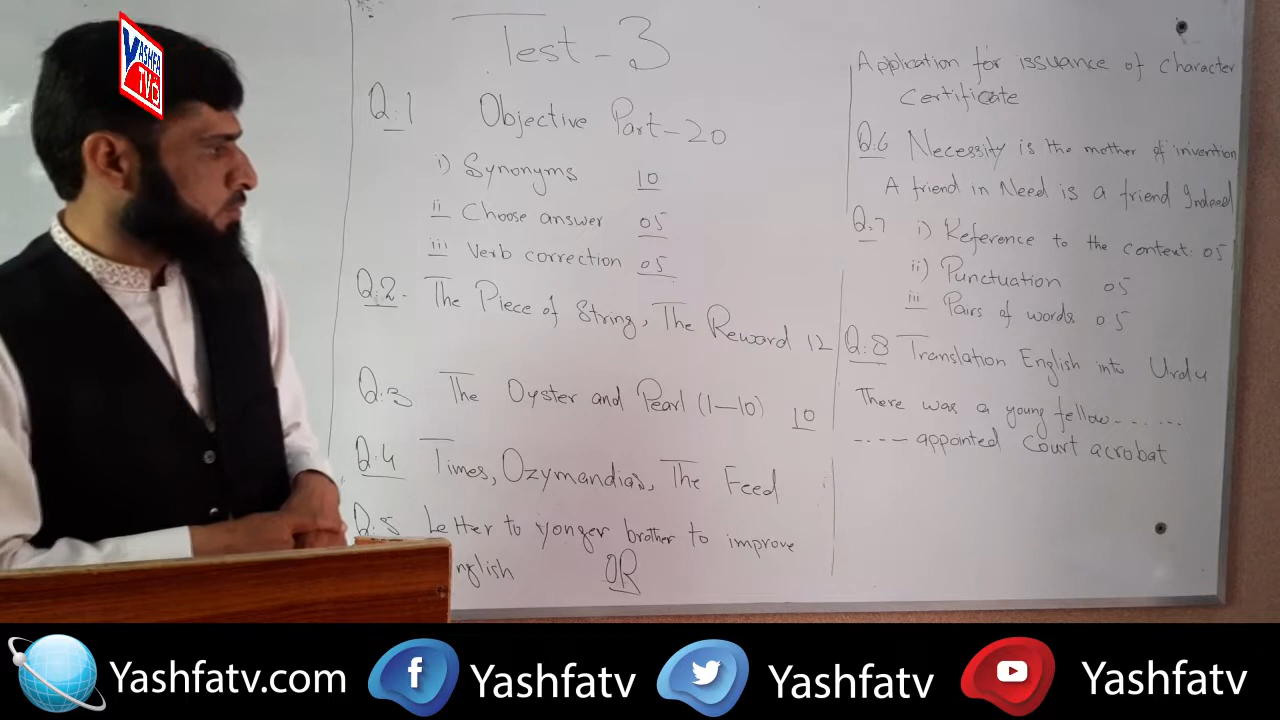 Test - 3
Q:1 Objective Part - 20
i) Synonyms 10
ii Choose answer 05
iii Verb correction 05
Q:2- The Piece of String, The Reward 12
Q:3 The Oyster and Pearl (1-10) 10
Q:4 Times, Ozymandias, The Feed
Q:5 Letter to yonger brother to improve
nglish OR
Application for issuance of character
certificate
Q:6 Necessity is the mother of invention
A friend in Need is a friend Indeed
Q:7 i) Reference to the context: 05
ii) Punctuation 05
iii Pairs of words 05
Q:8 Translation English into Urdu
There was a young fellow......
.... appointed Court acrobat
YASHFA
TV
Yashfatv.com
Yashfatv
Yashfatv
Yashfatv